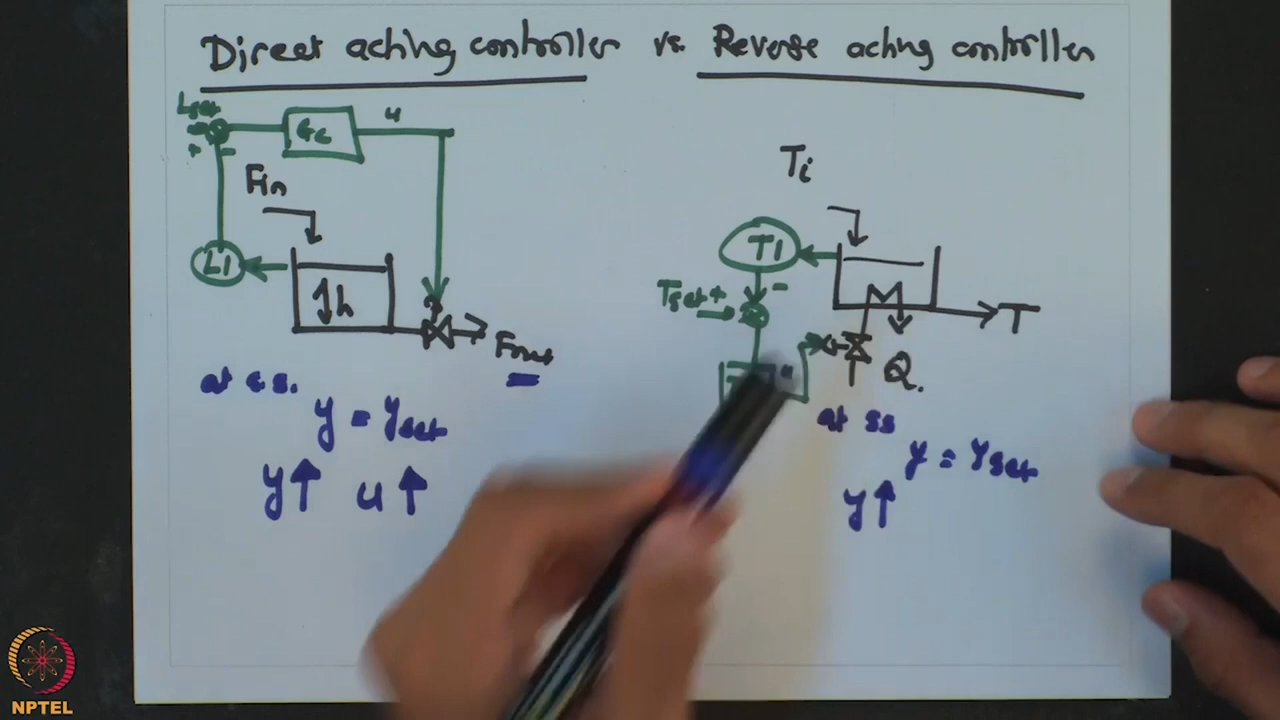 Direct acting controller vs. Reverse acting controller
Lset
+
-
Gc
u
Fin
LI
h
Fout
at s.s.
y = yset
y↑ u↑
Ti
TI
Tset +
-
T
Q.
at ss
y = yset
y↑
NPTEL